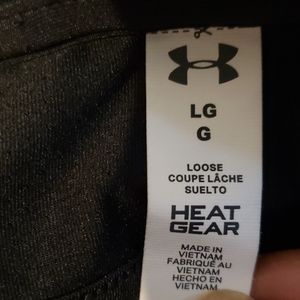 LG
G
LOOSE
COUPE LÂCHE
SUELTO
HEAT
GEAR
MADE IN
VIETNAM
FABRIQUÉ AU
VIETNAM
HECHO EN
VIETNAM